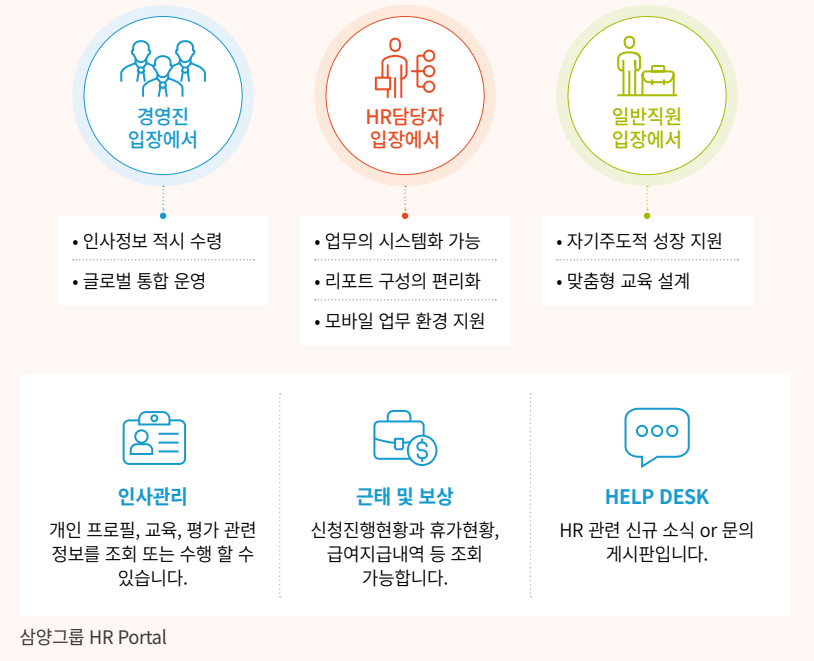 경영진
입장에서
HR담당자
입장에서
일반직원
입장에서
• 인사정보 적시 수령
• 글로벌 통합 운영
• 업무의 시스템화 가능
• 리포트 구성의 편리화
• 모바일 업무 환경 지원
• 자기주도적 성장 지원
• 맞춤형 교육 설계
인사관리
개인 프로필, 교육, 평가 관련
정보를 조회 또는 수행 할 수
있습니다.
근태 및 보상
신청진행현황과 휴가현황,
급여지급내역 등 조회
가능합니다.
HELP DESK
HR 관련 신규 소식 or 문의
게시판입니다.
삼양그룹 HR Portal